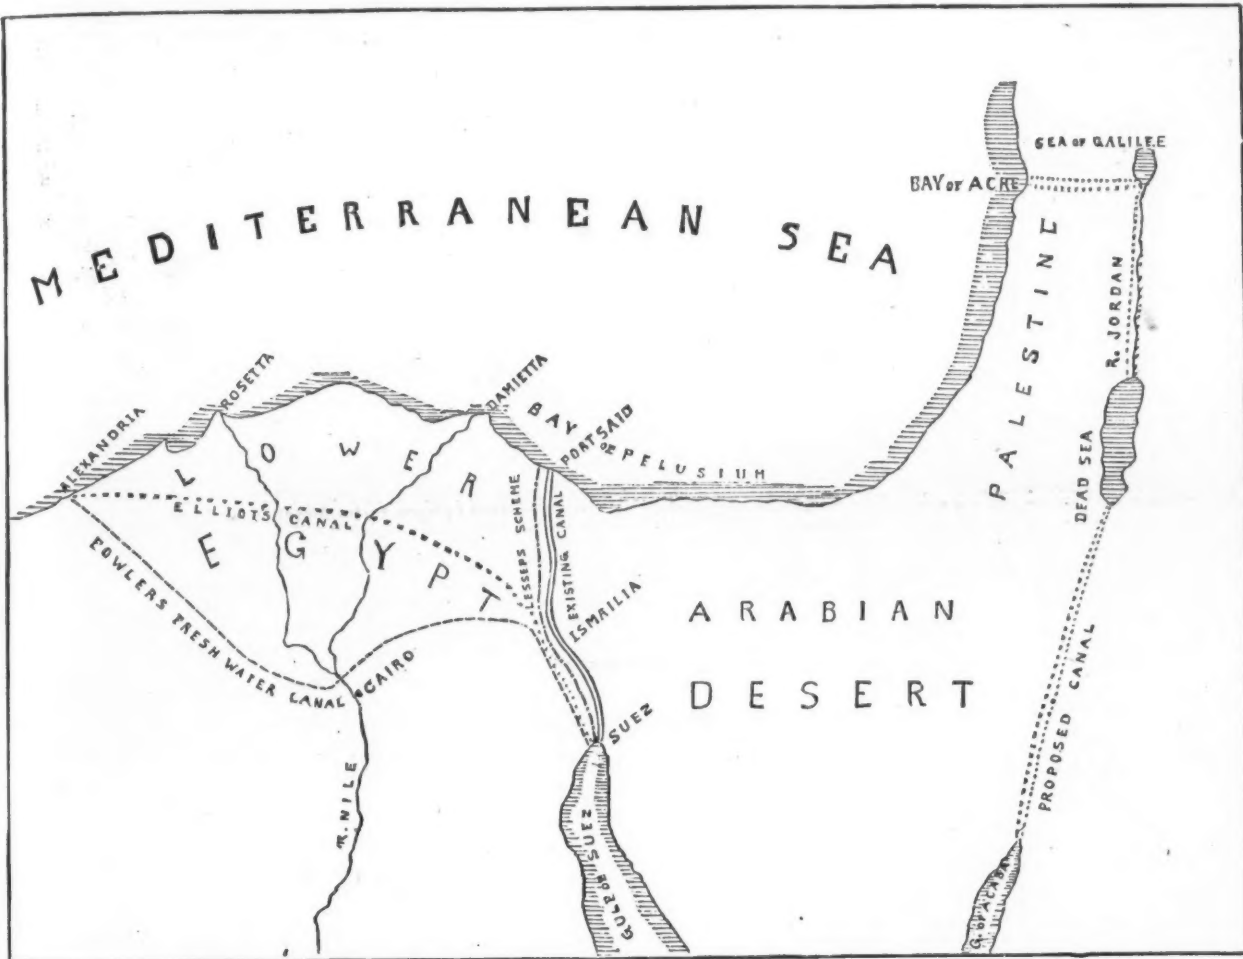 MEDITERRANEAN SEA
SEA OF GALILEE
BAY OF ACRE
PALESTINE
R. JORDAN
DEAD SEA
ALEXANDRIA
ROSETTA
DAMIETTA
BAY OF PELUSIUM
PORT SAID
LOWER
EGYPT
ELLIOTS CANAL
FOWLERS FRESH WATER CANAL
LESSEPS SCHEME
EXISTING CANAL
ISMAILIA
CAIRO
SUEZ
R. NILE
GULF OF SUEZ
ARABIAN
DESERT
PROPOSED CANAL
G. OF ACABA